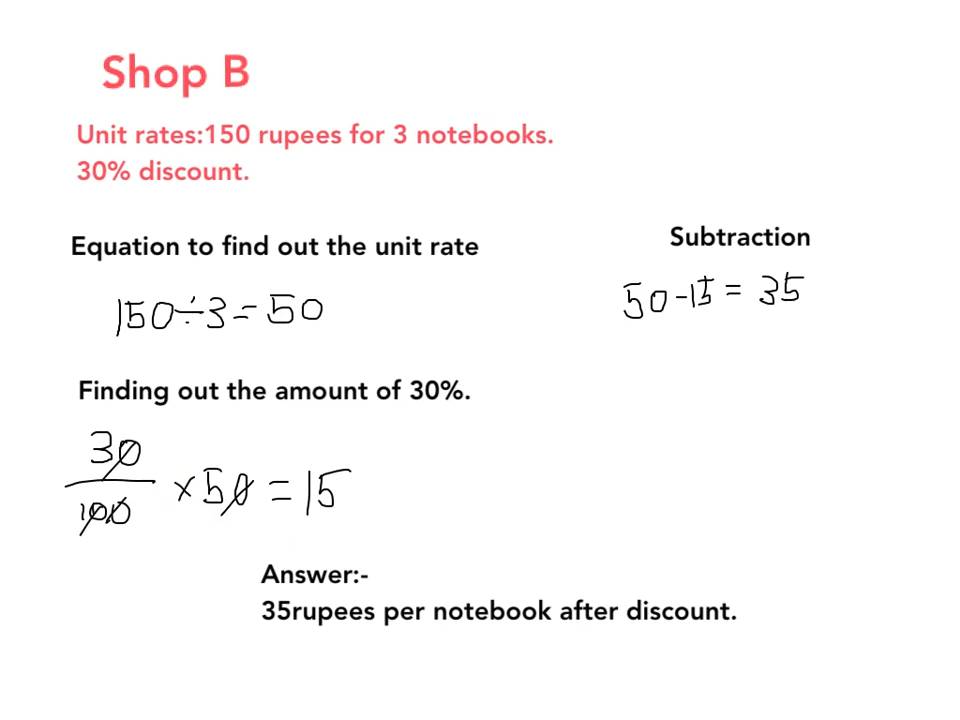 Shop B
Unit rates:150 rupees for 3 notebooks.
30% discount.
Equation to find out the unit rate
150÷3=50
Subtraction
50-15=35
Finding out the amount of 30%.
30/100 ×50=15
Answer:-
35rupees per notebook after discount.